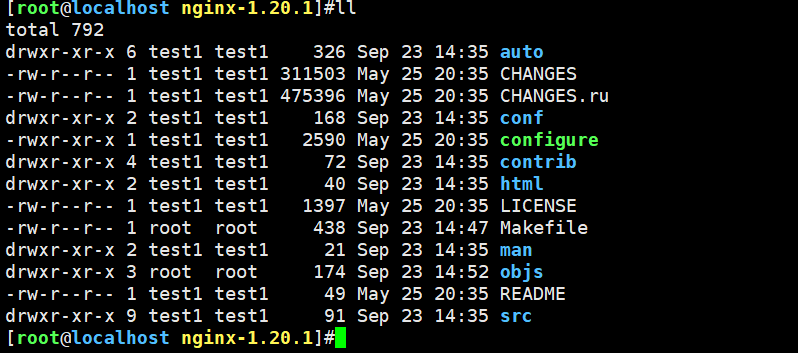 [root@localhost nginx-1.20.1]#ll
total 792
drwxr-xr-x 6 test1 test1    326 Sep 23 14:35 auto
-rw-r--r-- 1 test1 test1 311503 May 25 20:35 CHANGES
-rw-r--r-- 1 test1 test1 475396 May 25 20:35 CHANGES.ru
drwxr-xr-x 2 test1 test1    168 Sep 23 14:35 conf
-rwxr-xr-x 1 test1 test1   2590 May 25 20:35 configure
drwxr-xr-x 4 test1 test1     72 Sep 23 14:35 contrib
drwxr-xr-x 2 test1 test1     40 Sep 23 14:35 html
-rw-r--r-- 1 test1 test1   1397 May 25 20:35 LICENSE
-rw-r--r-- 1 root  root     438 Sep 23 14:47 Makefile
drwxr-xr-x 2 test1 test1     21 Sep 23 14:35 man
drwxr-xr-x 3 root  root     174 Sep 23 14:52 objs
-rw-r--r-- 1 test1 test1     49 May 25 20:35 README
drwxr-xr-x 9 test1 test1     91 Sep 23 14:35 src
[root@localhost nginx-1.20.1]#